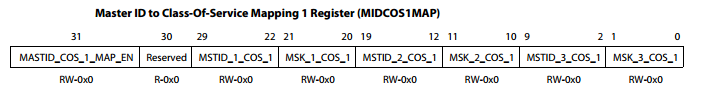 Master ID to Class-Of-Service Mapping 1 Register (MIDCOS1MAP)
31 30 29 22 21 20 19 12 11 10 9 2 1 0
MASTID_COS_1_MAP_EN Reserved MSTID_1_COS_1 MSK_1_COS_1 MSTID_2_COS_1 MSK_2_COS_1 MSTID_3_COS_1 MSK_3_COS_1
RW-0x0 R-0x0 RW-0x0 RW-0x0 RW-0x0 RW-0x0 RW-0x0 RW-0x0